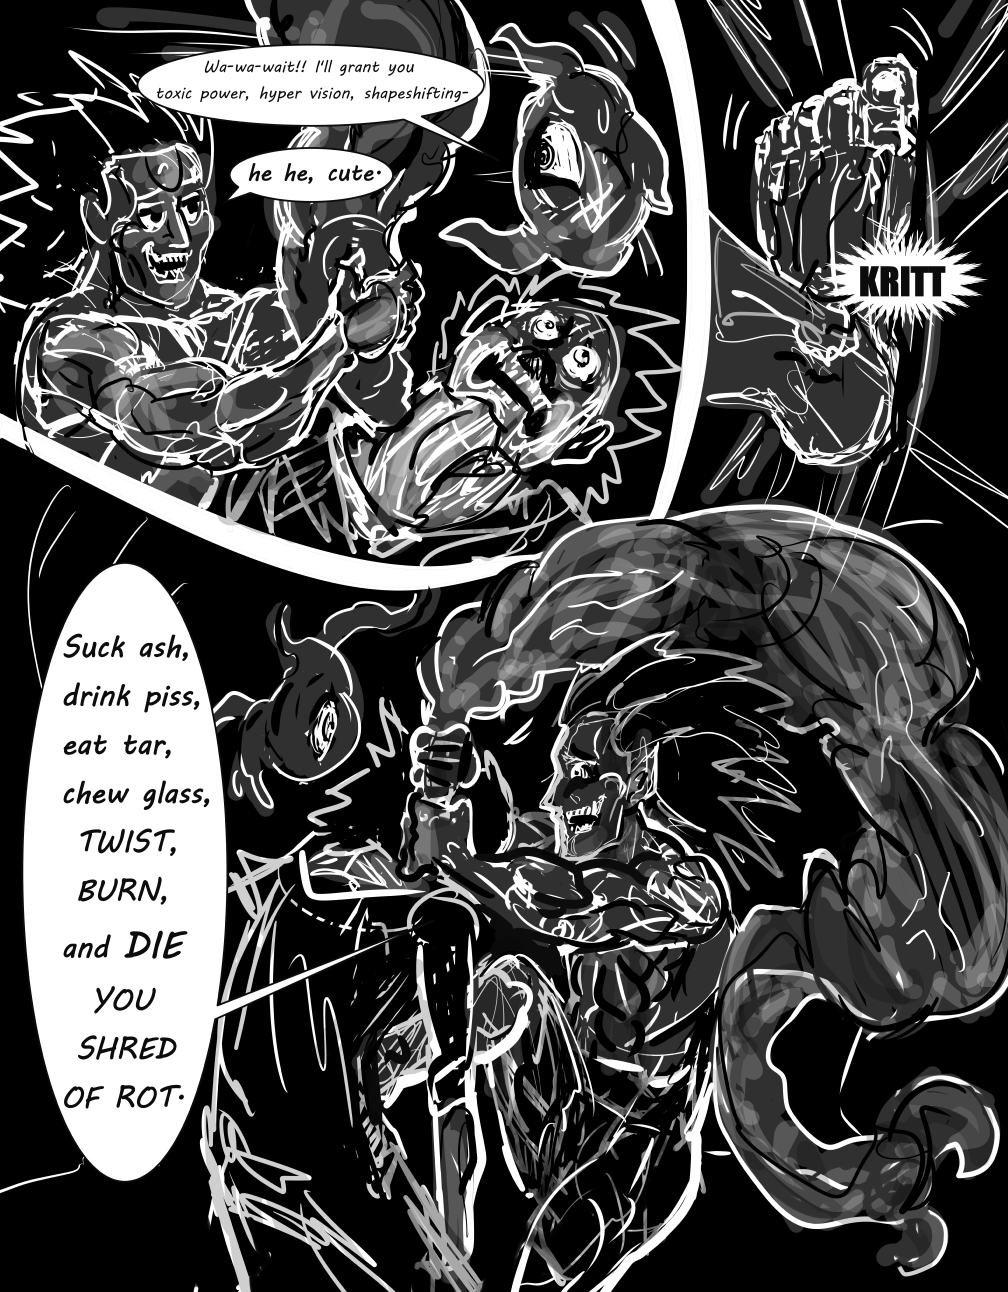 Wa-wa-wait!! I'll grant you
toxic power, hyper vision, shapeshifting-
he he, cute.
KRITT
Suck ash,
drink piss,
eat tar,
chew glass,
TWIST,
BURN,
and DIE
YOU
SHRED
OF ROT.